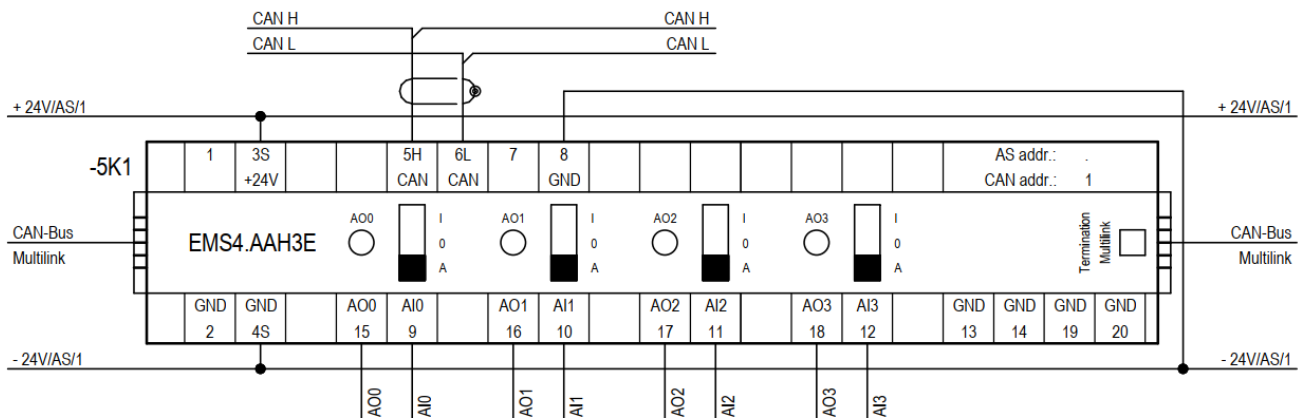 CAN H CAN H
CAN L CAN L
+ 24V/AS/1 + 24V/AS/1
-5K1
1 3S 5H 6L 7 8 AS addr.: .
+24V CAN CAN GND CAN addr.: 1
CAN-Bus
Multilink
EMS4.AAH3E
AO0 I
0
A
AO1 I
0
A
AO2 I
0
A
AO3 I
0
A
Termination
Multilink
CAN-Bus
Multilink
GND GND AO0 AI0 AO1 AI1 AO2 AI2 AO3 AI3 GND GND GND GND
2 4S 15 9 16 10 17 11 18 12 13 14 19 20
- 24V/AS/1 - 24V/AS/1
AO0 AI0 AO1 AI1 AO2 AI2 AO3 AI3